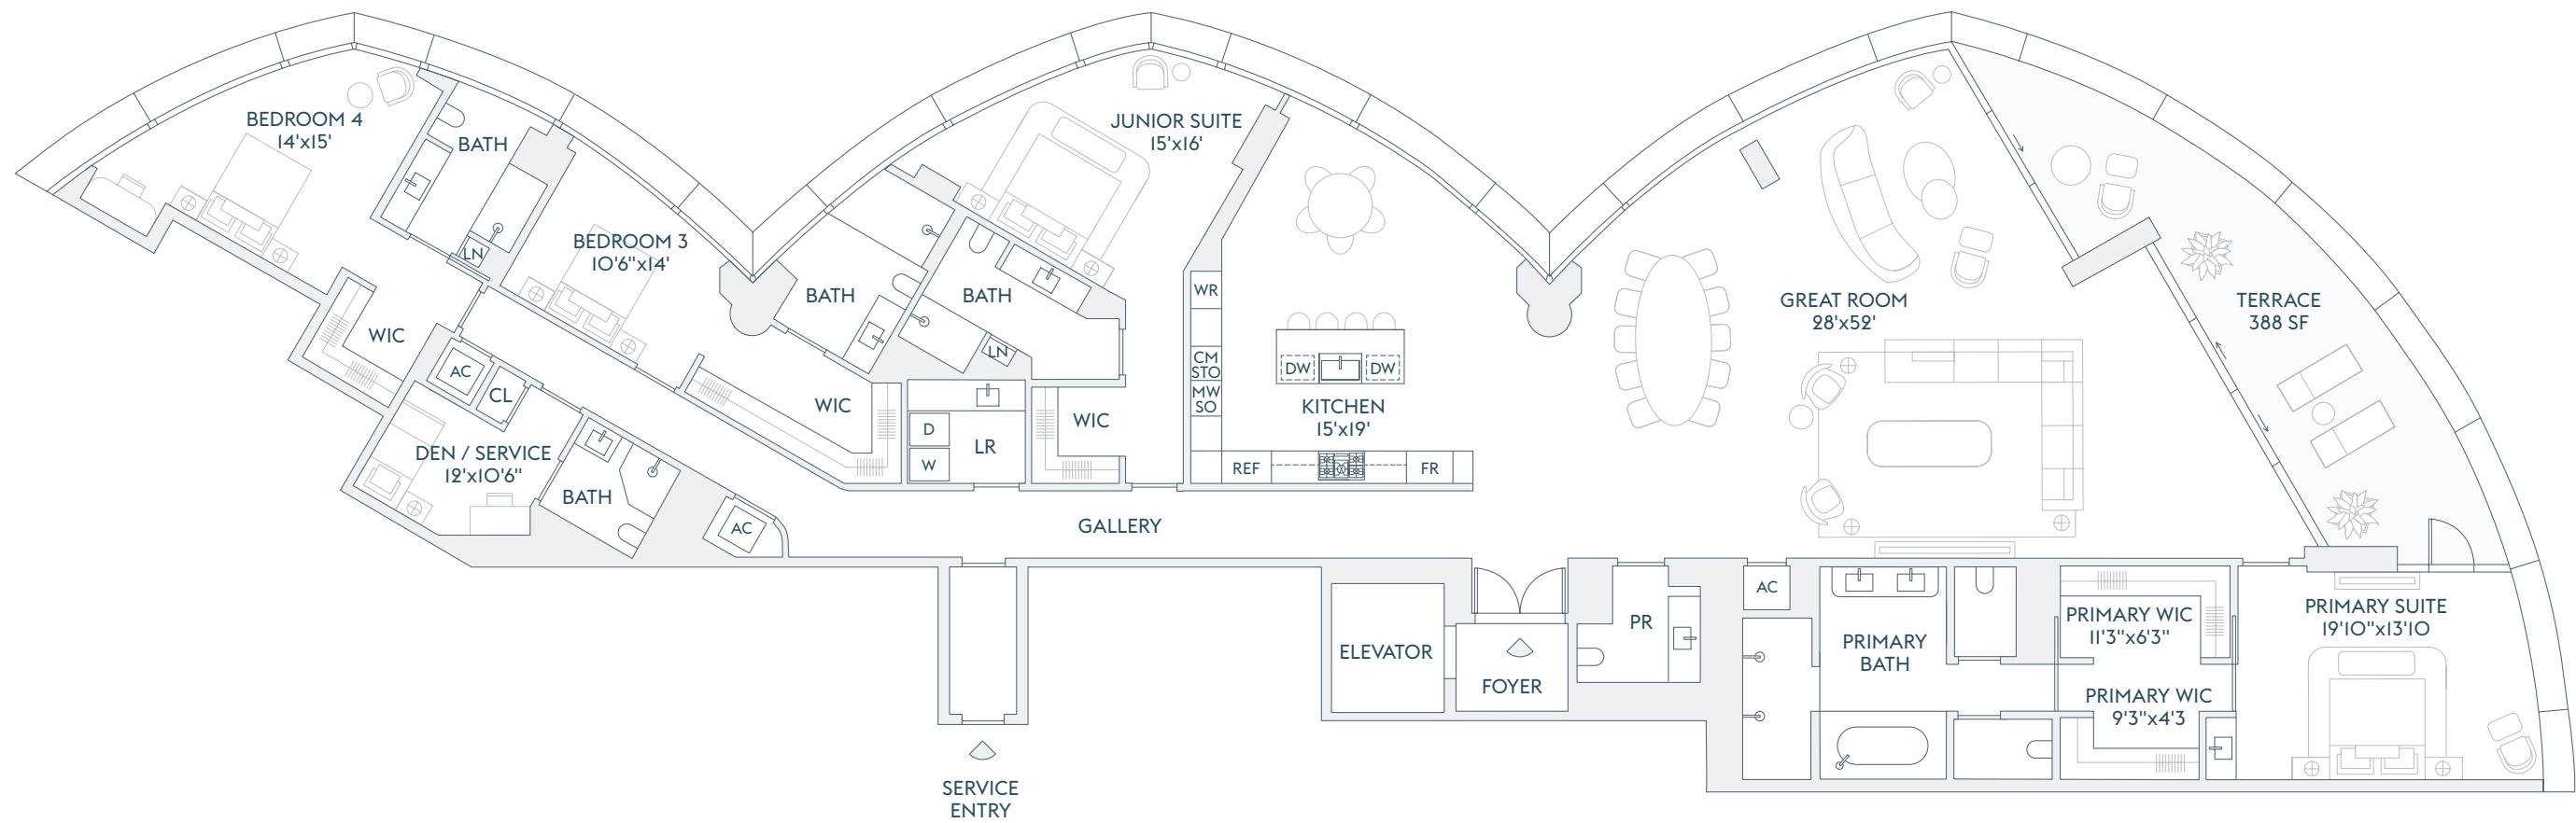 BEDROOM 4
14'x15'
BATH
LN
BEDROOM 3
10'6"x14'
WIC
AC
CL
DEN / SERVICE
12'x10'6"
BATH
AC
BATH
WIC
JUNIOR SUITE
15'x16'
BATH
LN
D
W
LR
WIC
WR
CM
STO
MW
SO
DW
DW
KITCHEN
15'x19'
REF
FR
GALLERY
GREAT ROOM
28'x52'
TERRACE
388 SF
SERVICE
ENTRY
ELEVATOR
FOYER
PR
AC
PRIMARY
BATH
PRIMARY WIC
11'3"x6'3"
PRIMARY WIC
9'3"x4'3
PRIMARY SUITE
19'10"x13'10